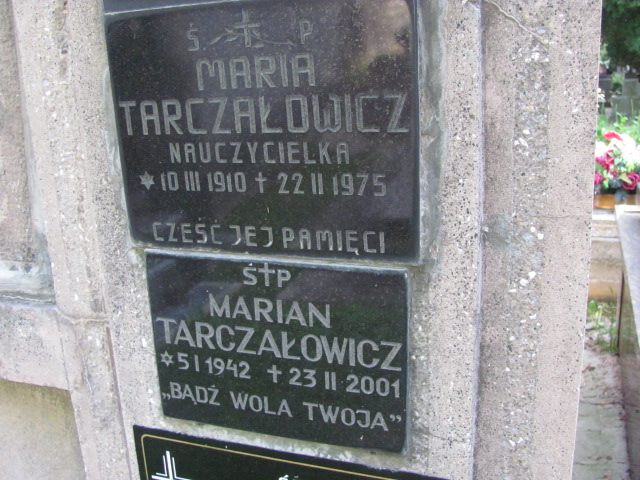 Ś P
MARIA
TARCZAŁOWICZ
NAUCZYCIELKA
* 10 III 1910 + 22 II 1975
CZEŚĆ JEJ PAMIĘCI
Ś+P
MARIAN
TARCZAŁOWICZ
* 5 I 1942 + 23 II 2001
„BĄDŹ WOLA TWOJA”